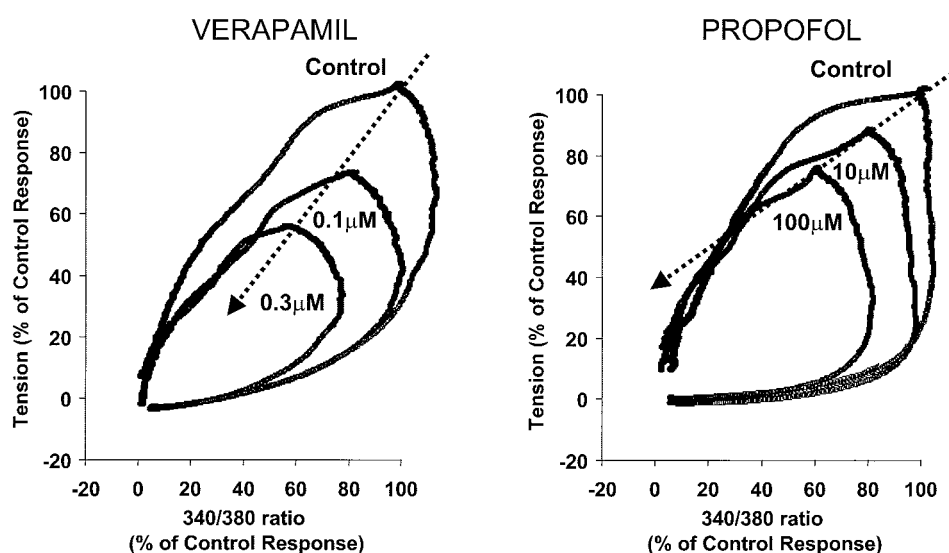 VERAPAMIL
Control
Tension (% of Control Response)
100
80
60
40
20
0
-20
0.1μM
0.3μM
-20 0 20 40 60 80 100
340/380 ratio
(% of Control Response)
PROPOFOL
Control
Tension (% of Control Response)
100
80
60
40
20
0
-20
10μM
100μM
-20 0 20 40 60 80 100
340/380 ratio
(% of Control Response)